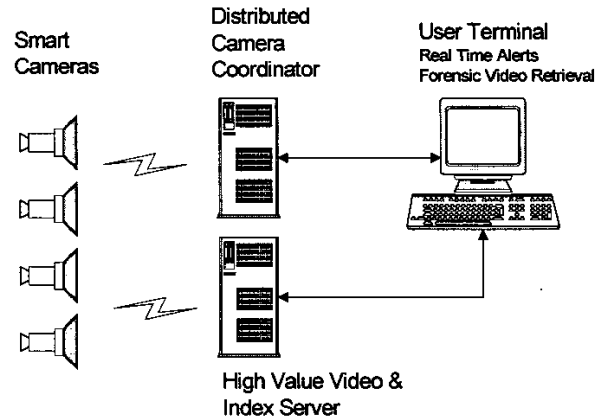 Smart
Cameras
Distributed
Camera
Coordinator
User Terminal
Real Time Alerts
Forensic Video Retrieval
High Value Video &
Index Server